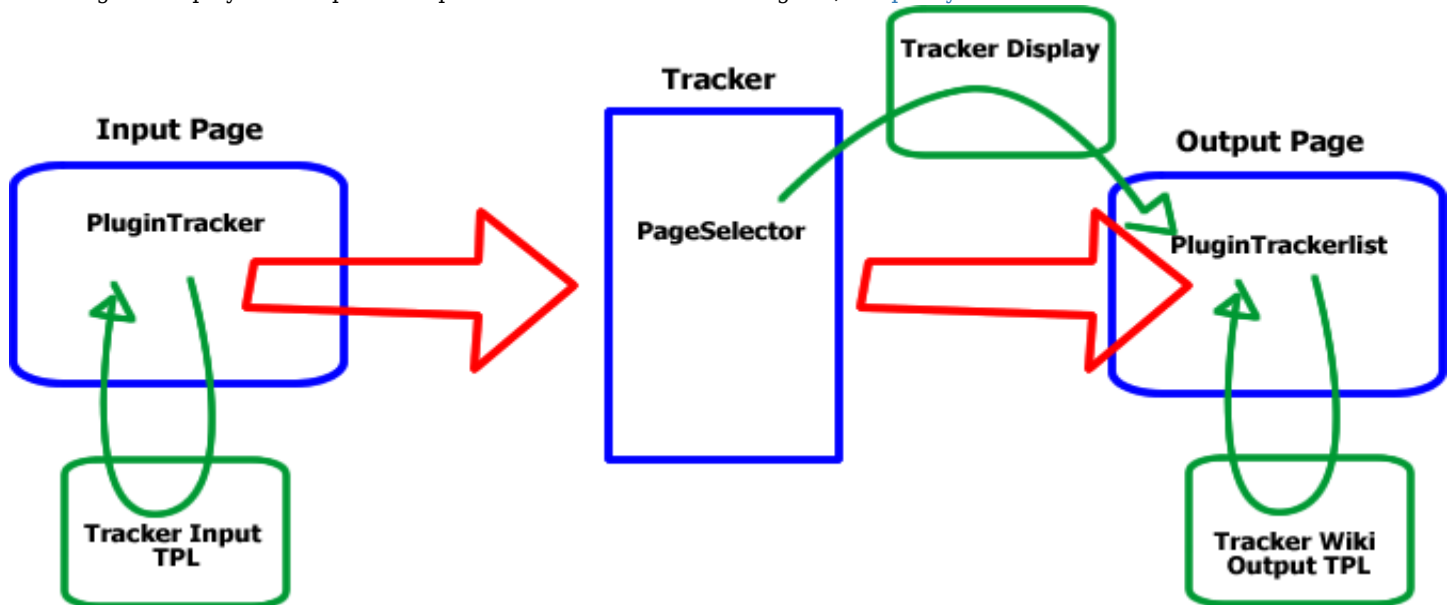 Tracker Display
Tracker
Input Page
Output Page
PluginTracker
PageSelector
PluginTrackerlist
Tracker Input
TPL
Tracker Wiki
Output TPL